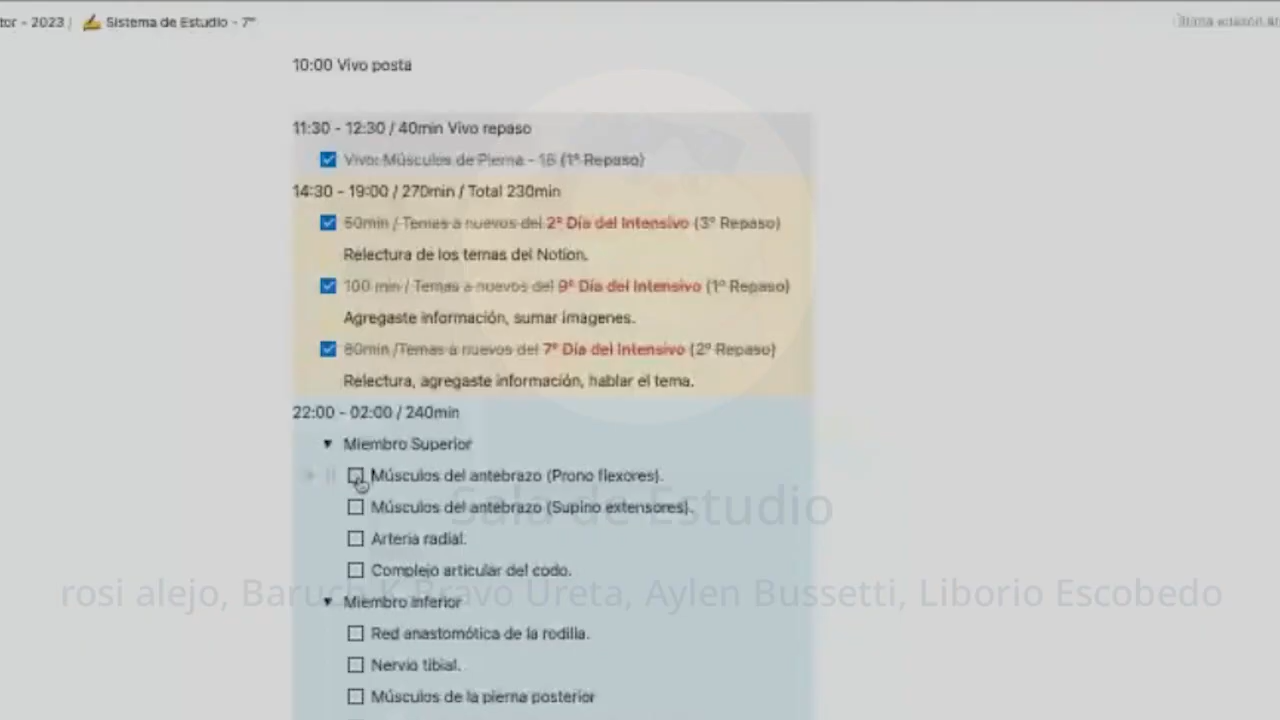 tor - 2023 | ✍️ Sistema de Estudio - 7°
10:00 Vivo posta
11:30 - 12:30 / 40min Vivo repaso
Vivo: Músculos de Pierna - 16 (1° Repaso)
14:30 - 19:00 / 270min / Total 230min
50min / Temas a nuevos del 2° Día del Intensivo (3° Repaso)
Relectura de los temas del Notion.
100 min / Temas a nuevos del 9° Día del Intensivo (1° Repaso)
Agregaste información, sumar imagenes.
80min /Temas a nuevos del 7° Día del Intensivo (2° Repaso)
Relectura, agregaste información, hablar el tema.
22:00 - 02:00 / 240min
Miembro Superior
Músculos del antebrazo (Prono flexores).
Músculos del antebrazo (Supino extensores).
Sala de Estudio
Arteria radial.
Complejo articular del codo.
rosi alejo, Baruch K Bravo Ureta, Aylen Bussetti, Liborio Escobedo
Miembro Inferior
Red anastomótica de la rodilla.
Nervio tibial.
Músculos de la pierna posterior